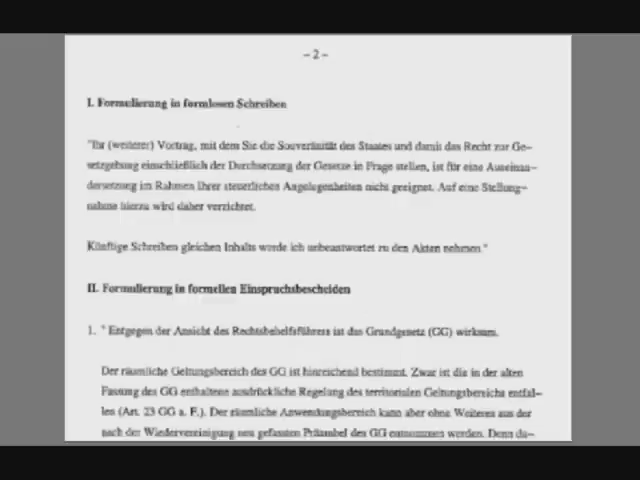 – 2 –
I. Formulierung in formlosen Schreiben
"Ihr (weiterer) Vortrag, mit dem Sie die Souveränität des Staates und damit das Recht zur Ge–
setzgebung einschließlich der Durchsetzung der Gesetze in Frage stellen, ist für eine Auseinan–
dersetzung im Rahmen Ihrer steuerlichen Angelegenheiten nicht geeignet. Auf eine Stellung–
nahme hierzu wird daher verzichtet.
Künftige Schreiben gleichen Inhalts werde ich unbeantwortet zu den Akten nehmen."
II. Formulierung in formellen Einspruchsbescheiden
1. " Entgegen der Ansicht des Rechtsbehelfsführers ist das Grundgesetz (GG) wirksam.
Der räumliche Geltungsbereich des GG ist hinreichend bestimmt. Zwar ist die in der alten
Fassung des GG enthaltene ausdrückliche Regelung des territorialen Geltungsbereichs entfal–
len (Art. 23 GG a. F.). Der räumliche Anwendungsbereich kann aber ohne Weiteres aus der
nach der Wiedervereinigung neu gefassten Präambel des GG entnommen werden. Denn da–